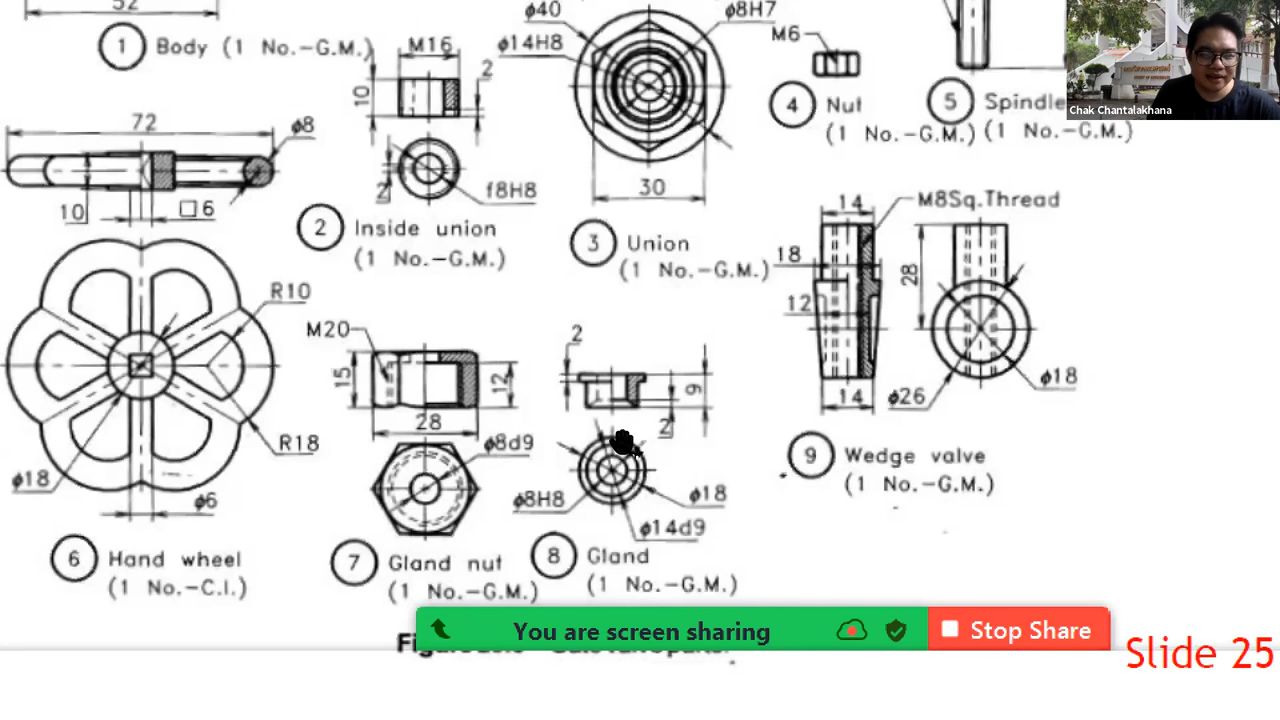 52
1 Body (1 No.-G.M.)
M16
10
2
2
f8H8
2 Inside union
(1 No.-G.M.)
ϕ40
ϕ8H7
ϕ14H8
30
3 Union
(1 No.-G.M.)
M6
4 Nut
(1 No.-G.M.)
5 Spindle
(1 No.-G.M.)
Chak Chantalakhana
72
ϕ8
10
□6
R10
R18
ϕ18
ϕ6
6 Hand wheel
(1 No.-C.I.)
M20
15
12
28
ϕ8d9
7 Gland nut
(1 No.-G.M.)
2
9
2
ϕ8H8
ϕ18
ϕ14d9
8 Gland
(1 No.-G.M.)
14
M8Sq.Thread
18
28
12
14
ϕ26
ϕ18
9 Wedge valve
(1 No.-G.M.)
You are screen sharing
Stop Share
Slide 25